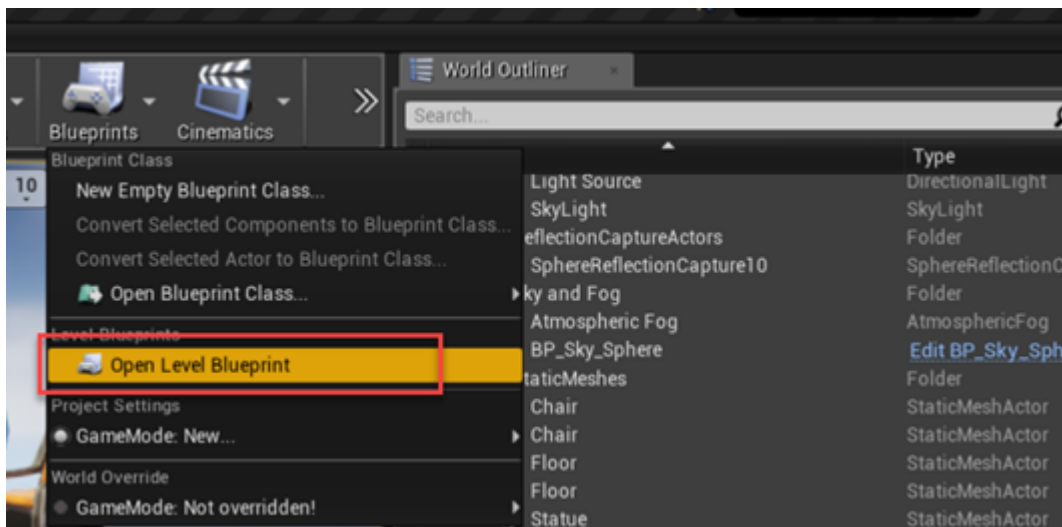 World Outliner
Blueprints
Cinematics
Search...
Blueprint Class
Type
10
New Empty Blueprint Class...
Light Source
DirectionalLight
SkyLight
SkyLight
Convert Selected Components to Blueprint Class...
eflectionCaptureActors
Folder
Convert Selected Actor to Blueprint Class...
SphereReflectionCapture10
SphereReflectionC
Open Blueprint Class...
ky and Fog
Folder
Atmospheric Fog
AtmosphericFog
Level Blueprints
BP_Sky_Sphere
Edit BP_Sky_Sph
Open Level Blueprint
taticMeshes
Folder
Project Settings
Chair
StaticMeshActor
GameMode: New...
Chair
StaticMeshActor
Floor
StaticMeshActor
World Override
Floor
StaticMeshActor
GameMode: Not overridden!
Statue
StaticMeshActor